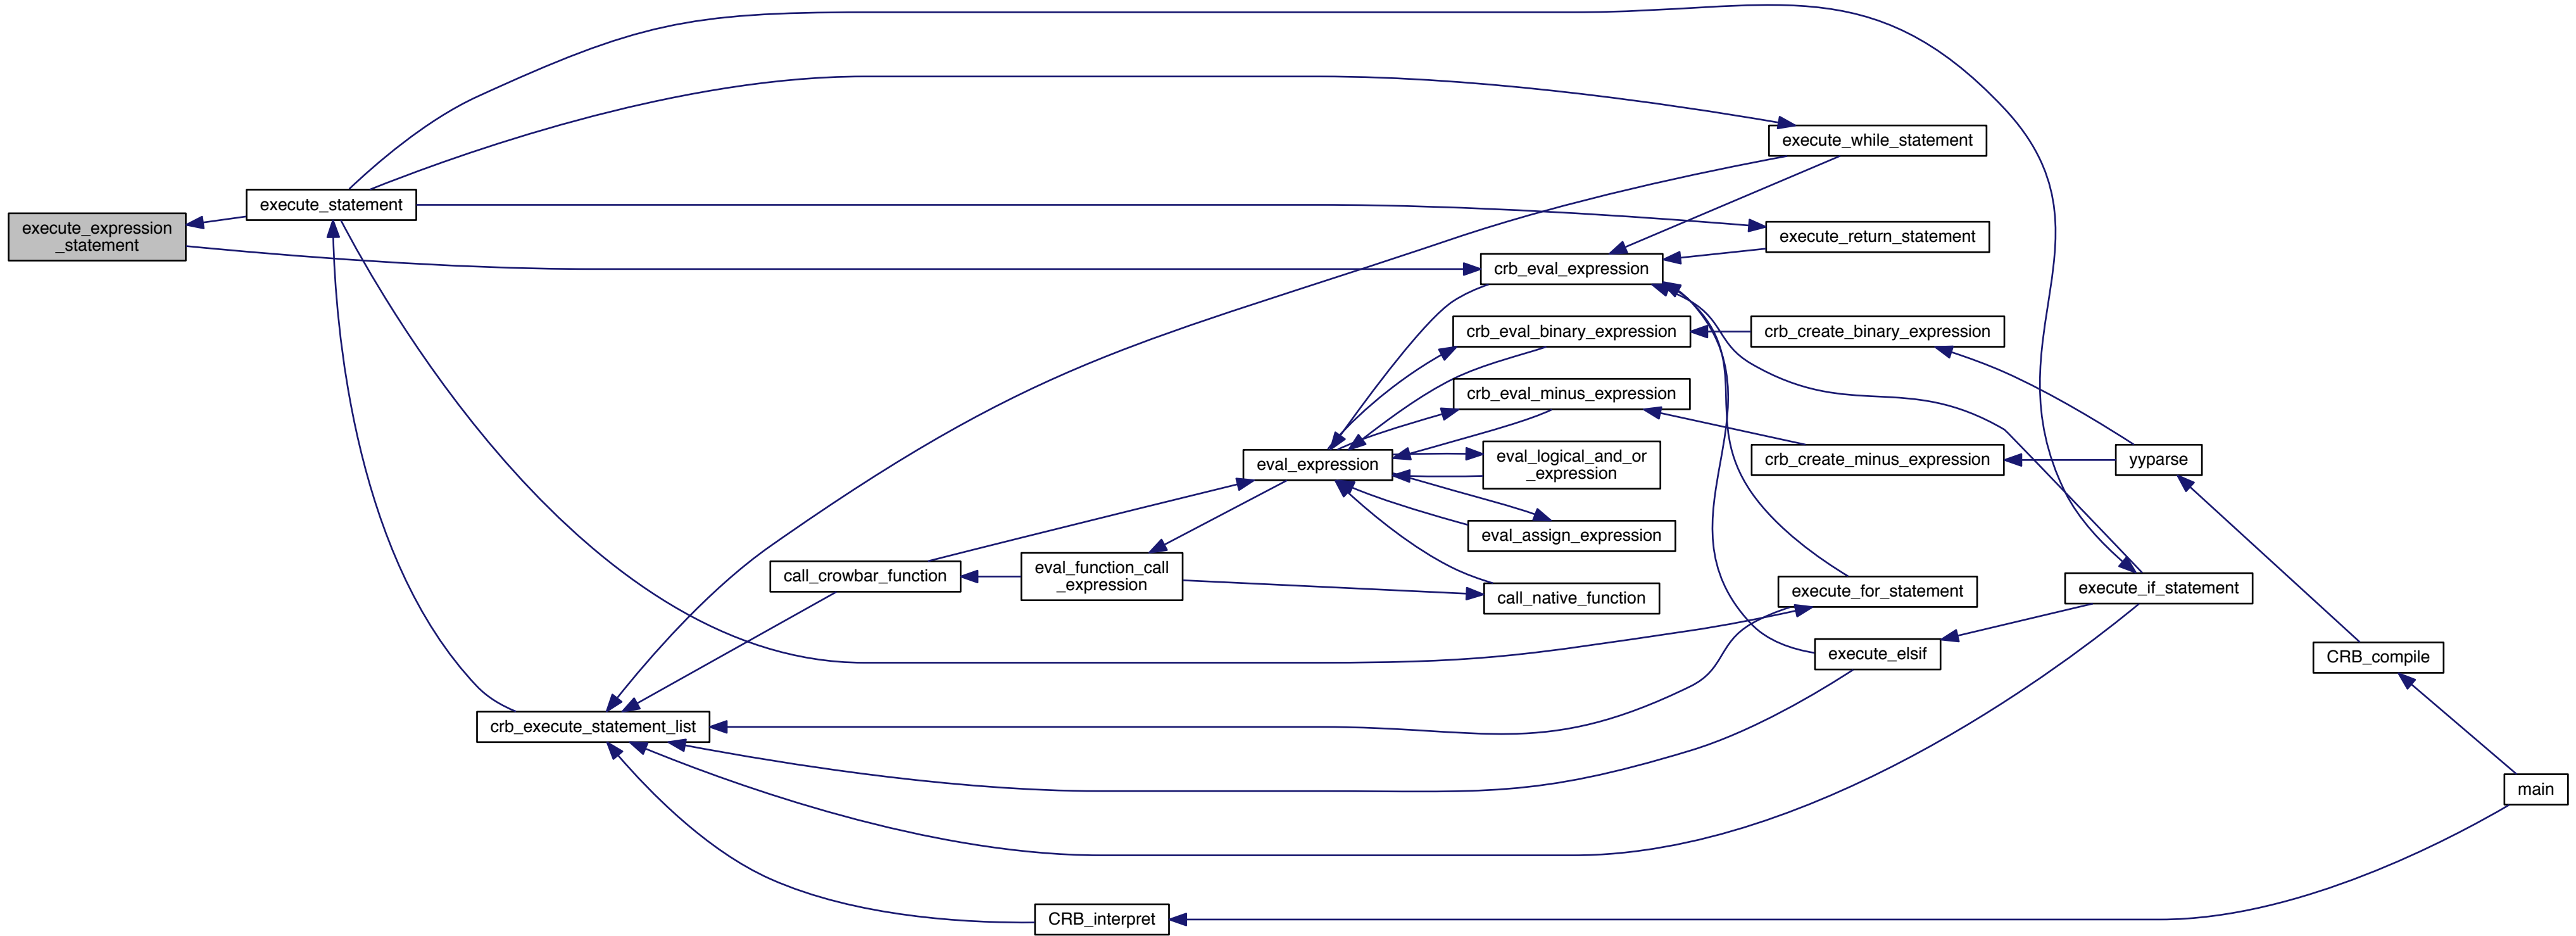 execute_while_statement
execute_statement
execute_expression
_statement
execute_return_statement
crb_eval_expression
crb_eval_binary_expression
crb_create_binary_expression
crb_eval_minus_expression
eval_expression
eval_logical_and_or
_expression
crb_create_minus_expression
yyparse
eval_assign_expression
call_crowbar_function
eval_function_call
_expression
call_native_function
execute_for_statement
execute_if_statement
execute_elsif
CRB_compile
crb_execute_statement_list
main
CRB_interpret